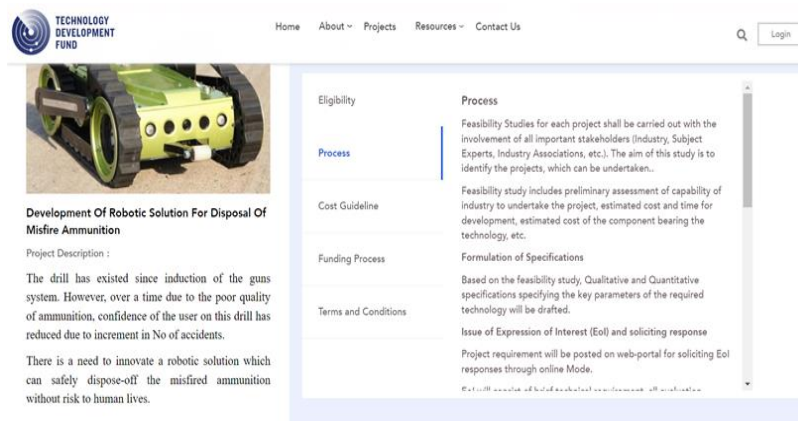 TECHNOLOGY
DEVELOPMENT
FUND
Home
About
Projects
Resources
Contact Us
Login
Development Of Robotic Solution For Disposal Of
Misfire Ammunition
Project Description :
The drill has existed since induction of the guns
system. However, over a time due to the poor quality
of ammunition, confidence of the user on this drill has
reduced due to increment in No of accidents.
There is a need to innovate a robotic solution which
can safely dispose-off the misfired ammunition
without risk to human lives.
Eligibility
Process
Cost Guideline
Funding Process
Terms and Conditions
Process
Feasibility Studies for each project shall be carried out with the
involvement of all important stakeholders (Industry, Subject
Experts, Industry Associations, etc.). The aim of this study is to
identify the projects, which can be undertaken..
Feasibility study includes preliminary assessment of capability of
industry to undertake the project, estimated cost and time for
development, estimated cost of the component bearing the
technology, etc.
Formulation of Specifications
Based on the feasibility study, Qualitative and Quantitative
specifications specifying the key parameters of the required
technology will be drafted.
Issue of Expression of Interest (EoI) and soliciting response
Project requirement will be posted on web-portal for soliciting EoI
responses through online Mode.
EoI will consist of brief technical requirement, all evaluation